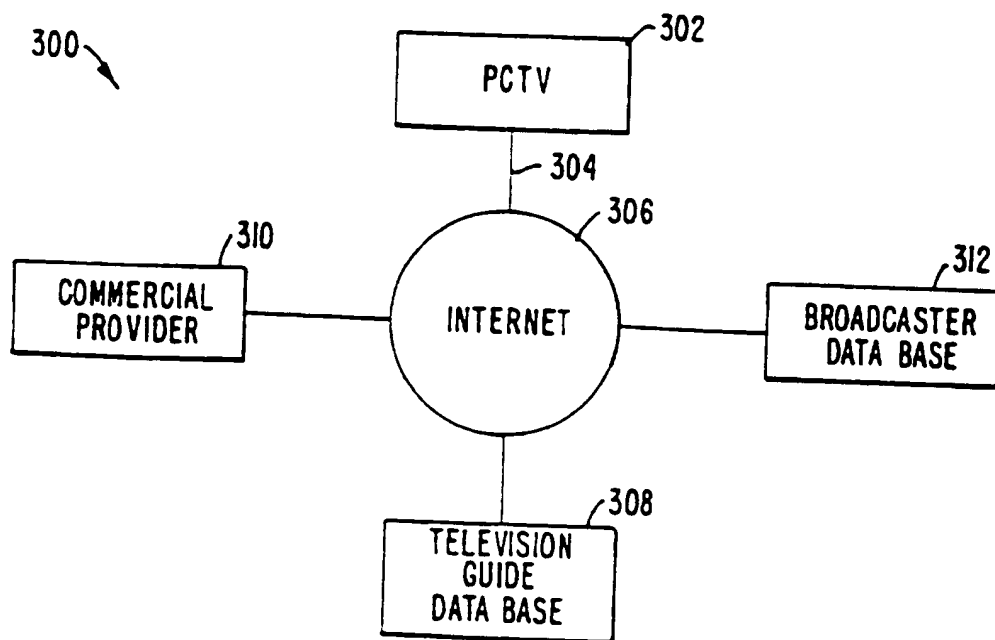 300
302
PCTV
304
306
310
COMMERCIAL
PROVIDER
INTERNET
312
BROADCASTER
DATA BASE
308
TELEVISION
GUIDE
DATA BASE